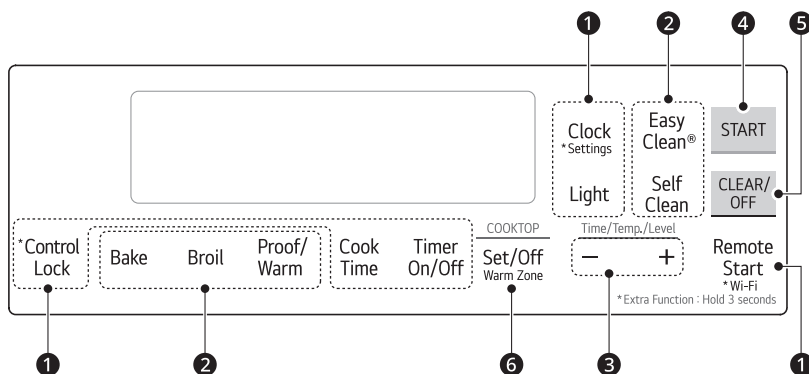 1
2
4
5
Clock
*Settings
Light
Easy
Clean®
Self
Clean
START
CLEAR/
OFF
*Control
Lock
Bake
Broil
Proof/
Warm
Cook
Time
Timer
On/Off
COOKTOP
Set/Off
Warm Zone
Time/Temp./Level
− +
Remote
Start
*Wi-Fi
*Extra Function : Hold 3 seconds
1
2
6
3
1